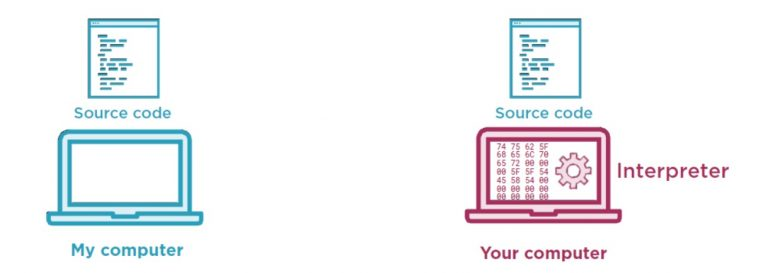 Source code
My computer
Source code
74 75 62 5F
68 65 6C 70
65 72 00 00
00 5F 5F 54
45 58 54 00
00 00 00 00
00 00 00 00
Interpreter
Your computer